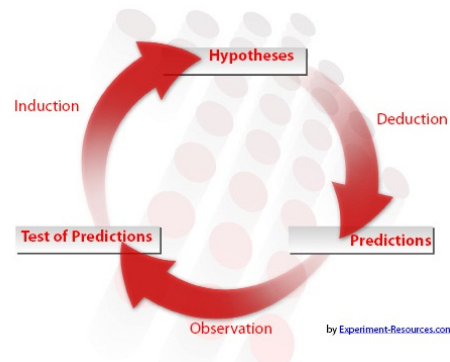 Hypotheses
Induction
Deduction
Test of Predictions
Predictions
Observation
by Experiment-Resources.com